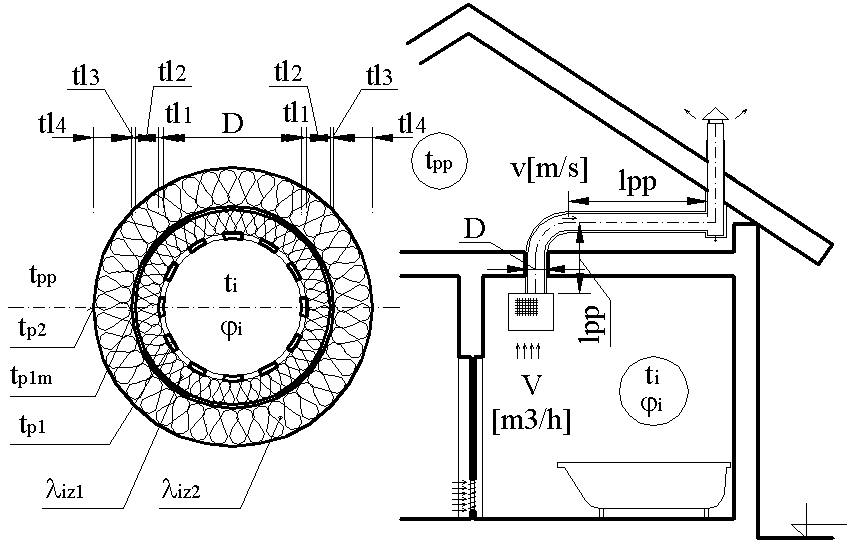 tl3 tl2 tl2 tl3
tl4 tl1 D tl1 tl4
tpp
ti
φi
tp2
tp1m
tp1
λiz1 λiz2
tpp
v[m/s] lpp
D
lpp
V
[m3/h]
ti
φi